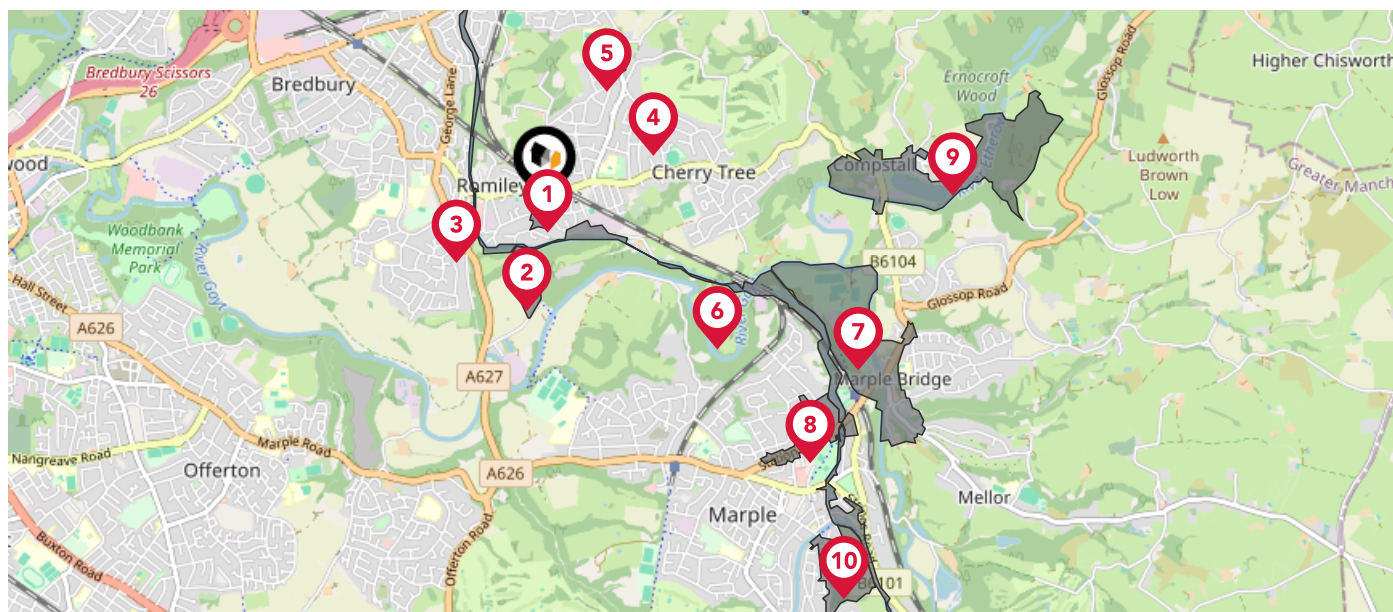 Bredbury Scissors
26
Bredbury
George Lane
5
4
Cherry Tree
Romiley
1
3
2
Woodbank
Memorial
Park
River Goyt
Hall Street
A626
A627
Marple Road
Nangreave Road
Offerton
A626
Offerton Road
Buxton Road
6
7
Marple Bridge
8
Marple
10
B6101
Mellor
Compstall
9
Ernocroft
Wood
B6104
Glossop Road
Glossop Road
Ludworth
Brown
Low
Higher Chisworth
Greater Manch
wood